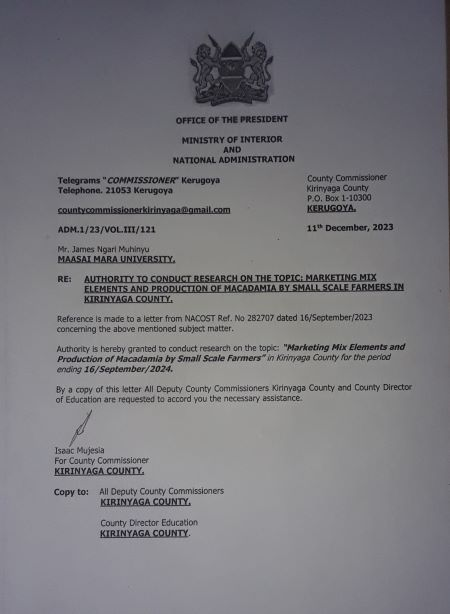 OFFICE OF THE PRESIDENT
MINISTRY OF INTERIOR
AND
NATIONAL ADMINISTRATION
Telegrams "COMMISSIONER" Kerugoya
Telephone. 21053 Kerugoya
countycommissionerkirinyaga@gmail.com
ADM.1/23/VOL.III/121
County Commissioner
Kirinyaga County
P.O. Box 1-10300
KERUGOYA.
11th December, 2023
Mr. James Ngari Muhinyu
MAASAI MARA UNIVERSITY.
RE: AUTHORITY TO CONDUCT RESEARCH ON THE TOPIC: MARKETING MIX
ELEMENTS AND PRODUCTION OF MACADAMIA BY SMALL SCALE FARMERS IN
KIRINYAGA COUNTY.
Reference is made to a letter from NACOST Ref. No 282707 dated 16/September/2023
concerning the above mentioned subject matter.
Authority is hereby granted to conduct research on the topic: "Marketing Mix Elements and
Production of Macadamia by Small Scale Farmers" in Kirinyaga County for the period
ending 16/September/2024.
By a copy of this letter All Deputy County Commissioners Kirinyaga County and County Director
of Education are requested to accord you the necessary assistance.
Isaac Mujesia
For County Commissioner
KIRINYAGA COUNTY.
Copy to: All Deputy County Commissioners
KIRINYAGA COUNTY.
County Director Education
KIRINYAGA COUNTY.